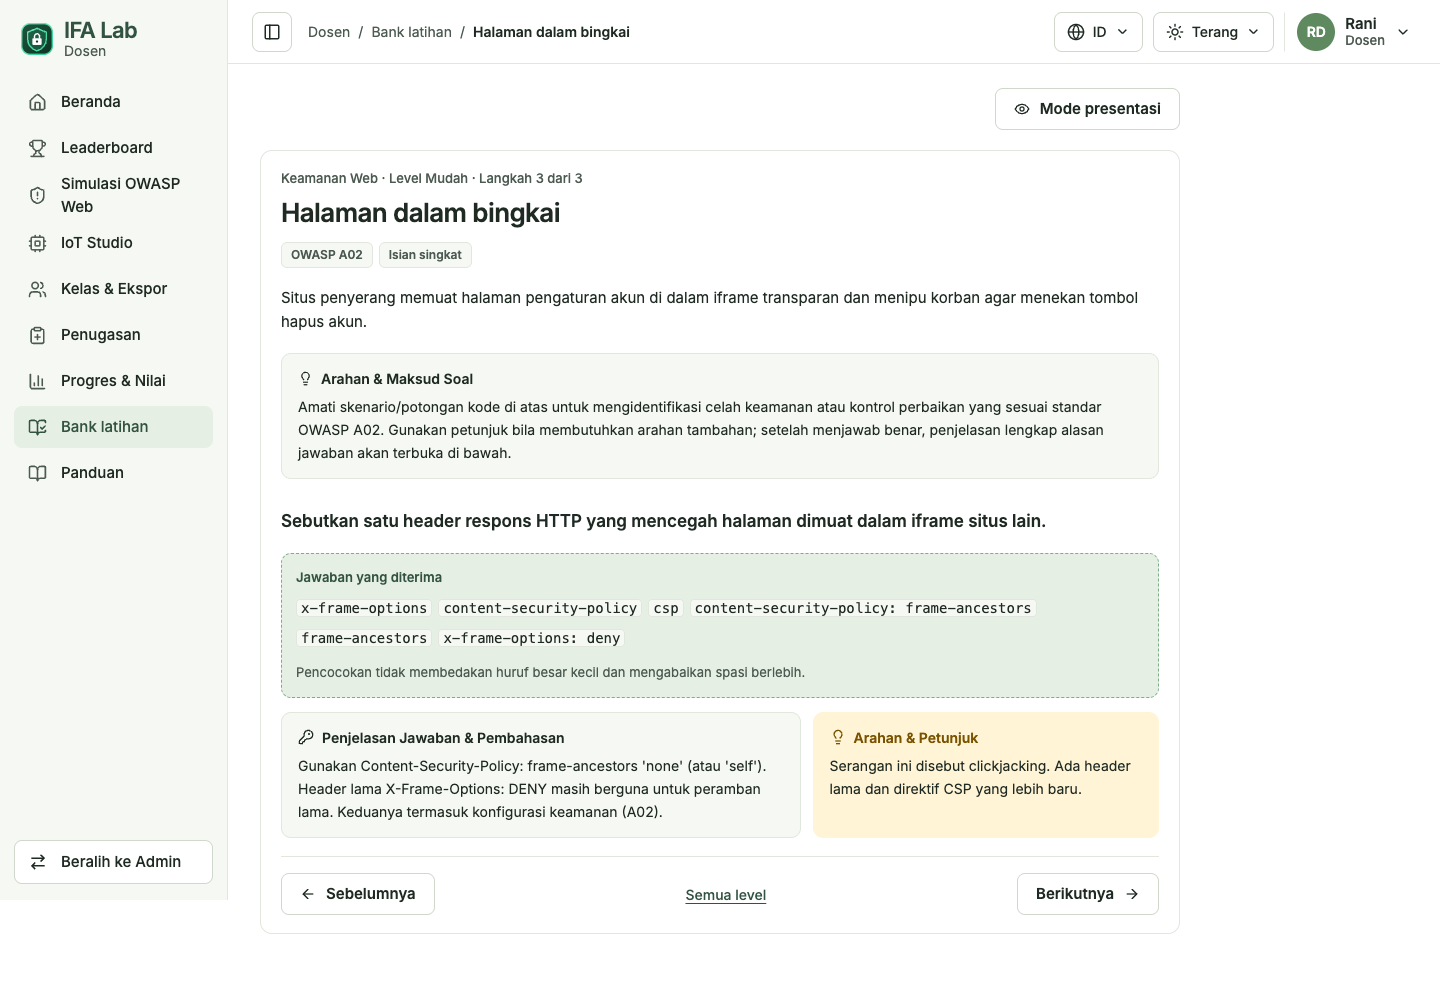 IFA Lab
Dosen
Beranda
Leaderboard
Simulasi OWASP
Web
IoT Studio
Kelas & Ekspor
Penugasan
Progres & Nilai
Bank latihan
Panduan
Beralih ke Admin
Dosen / Bank latihan / Halaman dalam bingkai
ID
Terang
RD
Rani
Dosen
Mode presentasi
Keamanan Web · Level Mudah · Langkah 3 dari 3
Halaman dalam bingkai
OWASP A02
Isian singkat
Situs penyerang memuat halaman pengaturan akun di dalam iframe transparan dan menipu korban agar menekan tombol
hapus akun.
Arahan & Maksud Soal
Amati skenario/potongan kode di atas untuk mengidentifikasi celah keamanan atau kontrol perbaikan yang sesuai standar
OWASP A02. Gunakan petunjuk bila membutuhkan arahan tambahan; setelah menjawab benar, penjelasan lengkap alasan
jawaban akan terbuka di bawah.
Sebutkan satu header respons HTTP yang mencegah halaman dimuat dalam iframe situs lain.
Jawaban yang diterima
x-frame-options content-security-policy csp content-security-policy: frame-ancestors
frame-ancestors x-frame-options: deny
Pencocokan tidak membedakan huruf besar kecil dan mengabaikan spasi berlebih.
Penjelasan Jawaban & Pembahasan
Gunakan Content-Security-Policy: frame-ancestors 'none' (atau 'self').
Header lama X-Frame-Options: DENY masih berguna untuk peramban
lama. Keduanya termasuk konfigurasi keamanan (A02).
Arahan & Petunjuk
Serangan ini disebut clickjacking. Ada header
lama dan direktif CSP yang lebih baru.
Sebelumnya
Semua level
Berikutnya